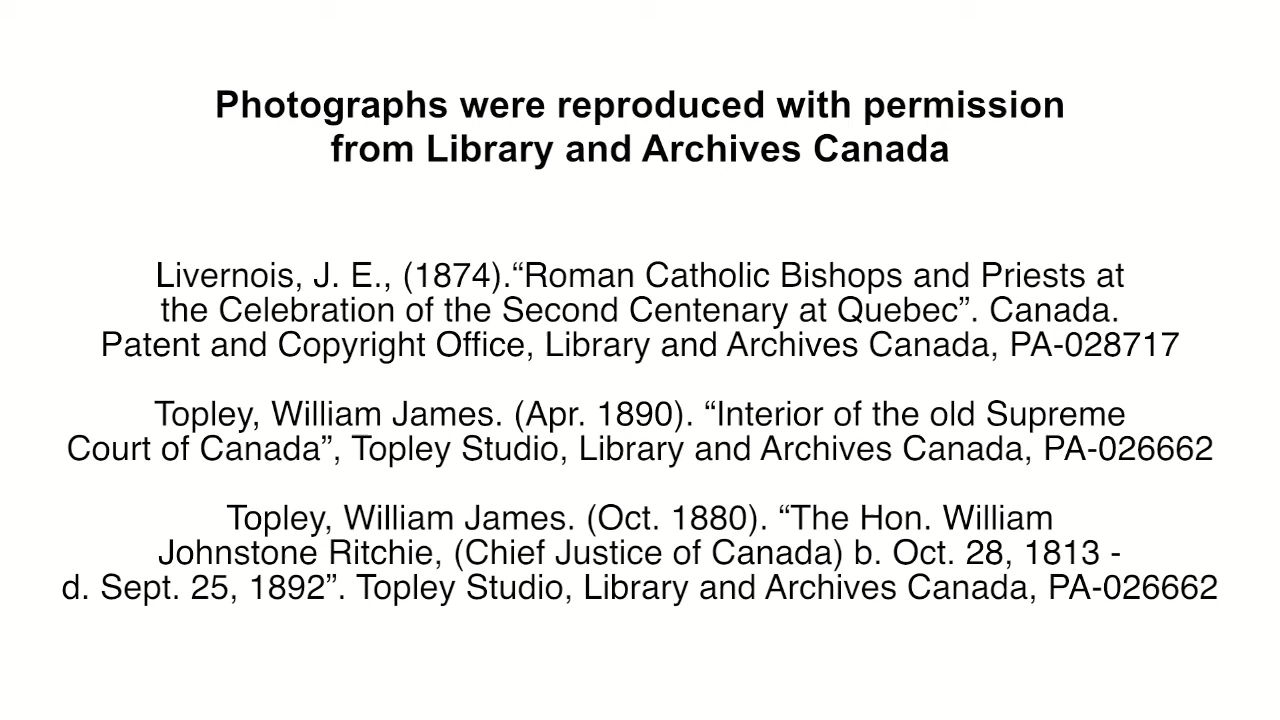 Photographs were reproduced with permission
from Library and Archives Canada
Livernois, J. E., (1874).“Roman Catholic Bishops and Priests at
the Celebration of the Second Centenary at Quebec”. Canada.
Patent and Copyright Office, Library and Archives Canada, PA-028717
Topley, William James. (Apr. 1890). “Interior of the old Supreme
Court of Canada”, Topley Studio, Library and Archives Canada, PA-026662
Topley, William James. (Oct. 1880). “The Hon. William
Johnstone Ritchie, (Chief Justice of Canada) b. Oct. 28, 1813 -
d. Sept. 25, 1892”. Topley Studio, Library and Archives Canada, PA-026662